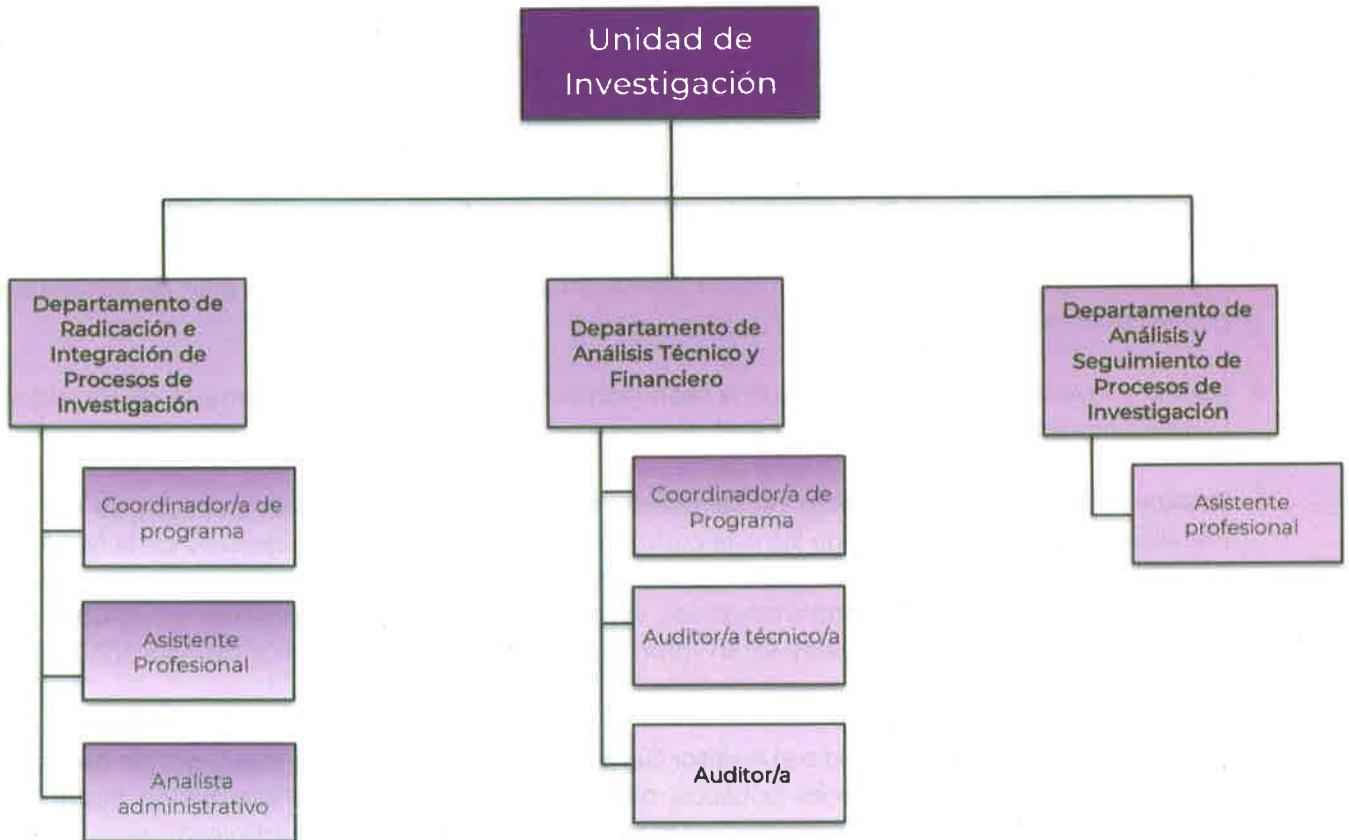 Unidad de
Investigación
Departamento de
Radicación e
Integración de
Procesos de
Investigación
Coordinador/a de
programa
Asistente
Profesional
Analista
administrativo
Departamento de
Análisis Técnico y
Financiero
Coordinador/a de
Programa
Auditor/a técnico/a
Auditor/a
Departamento de
Análisis y
Seguimiento de
Procesos de
Investigación
Asistente
profesional